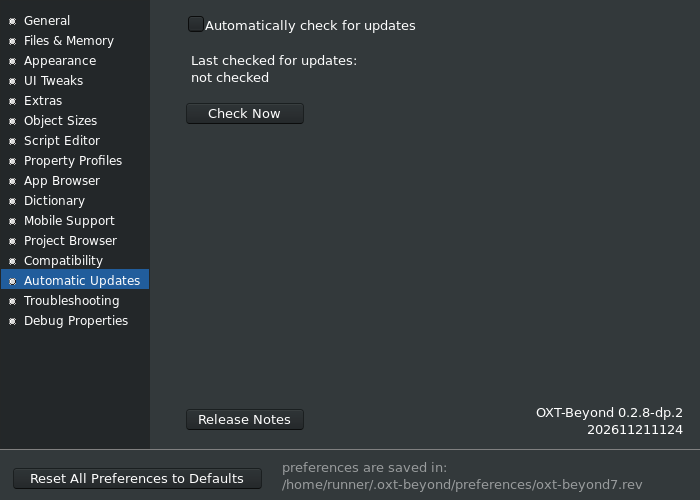 General
Files & Memory
Appearance
UI Tweaks
Extras
Object Sizes
Script Editor
Property Profiles
App Browser
Dictionary
Mobile Support
Project Browser
Compatibility
Automatic Updates
Troubleshooting
Debug Properties
Automatically check for updates
Last checked for updates:
not checked
Check Now
Release Notes
OXT-Beyond 0.2.8-dp.2
202611211124
Reset All Preferences to Defaults
preferences are saved in:
/home/runner/.oxt-beyond/preferences/oxt-beyond7.rev